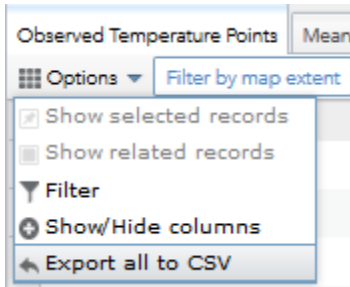 Observed Temperature Points Mean
Options Filter by map extent
Show selected records
Show related records
Filter
Show/Hide columns
Export all to CSV